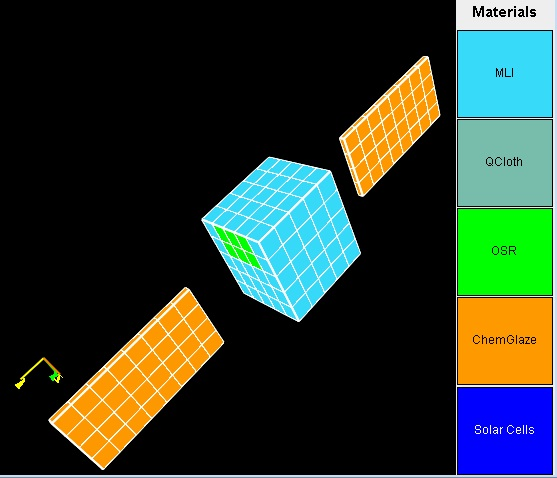 Materials
MLI
QCloth
OSR
ChemGlaze
Solar Cells